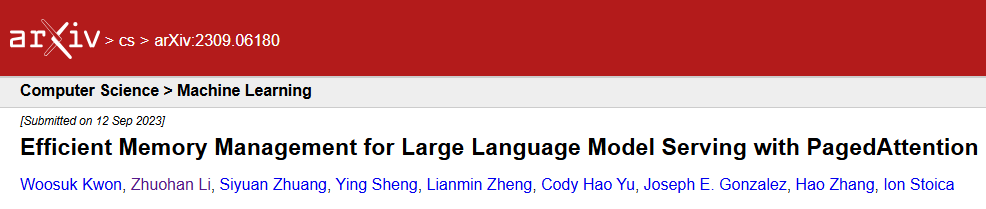 arXiv > cs > arXiv:2309.06180
Computer Science > Machine Learning
[Submitted on 12 Sep 2023]
Efficient Memory Management for Large Language Model Serving with PagedAttention
Woosuk Kwon, Zhuohan Li, Siyuan Zhuang, Ying Sheng, Lianmin Zheng, Cody Hao Yu, Joseph E. Gonzalez, Hao Zhang, Ion Stoica